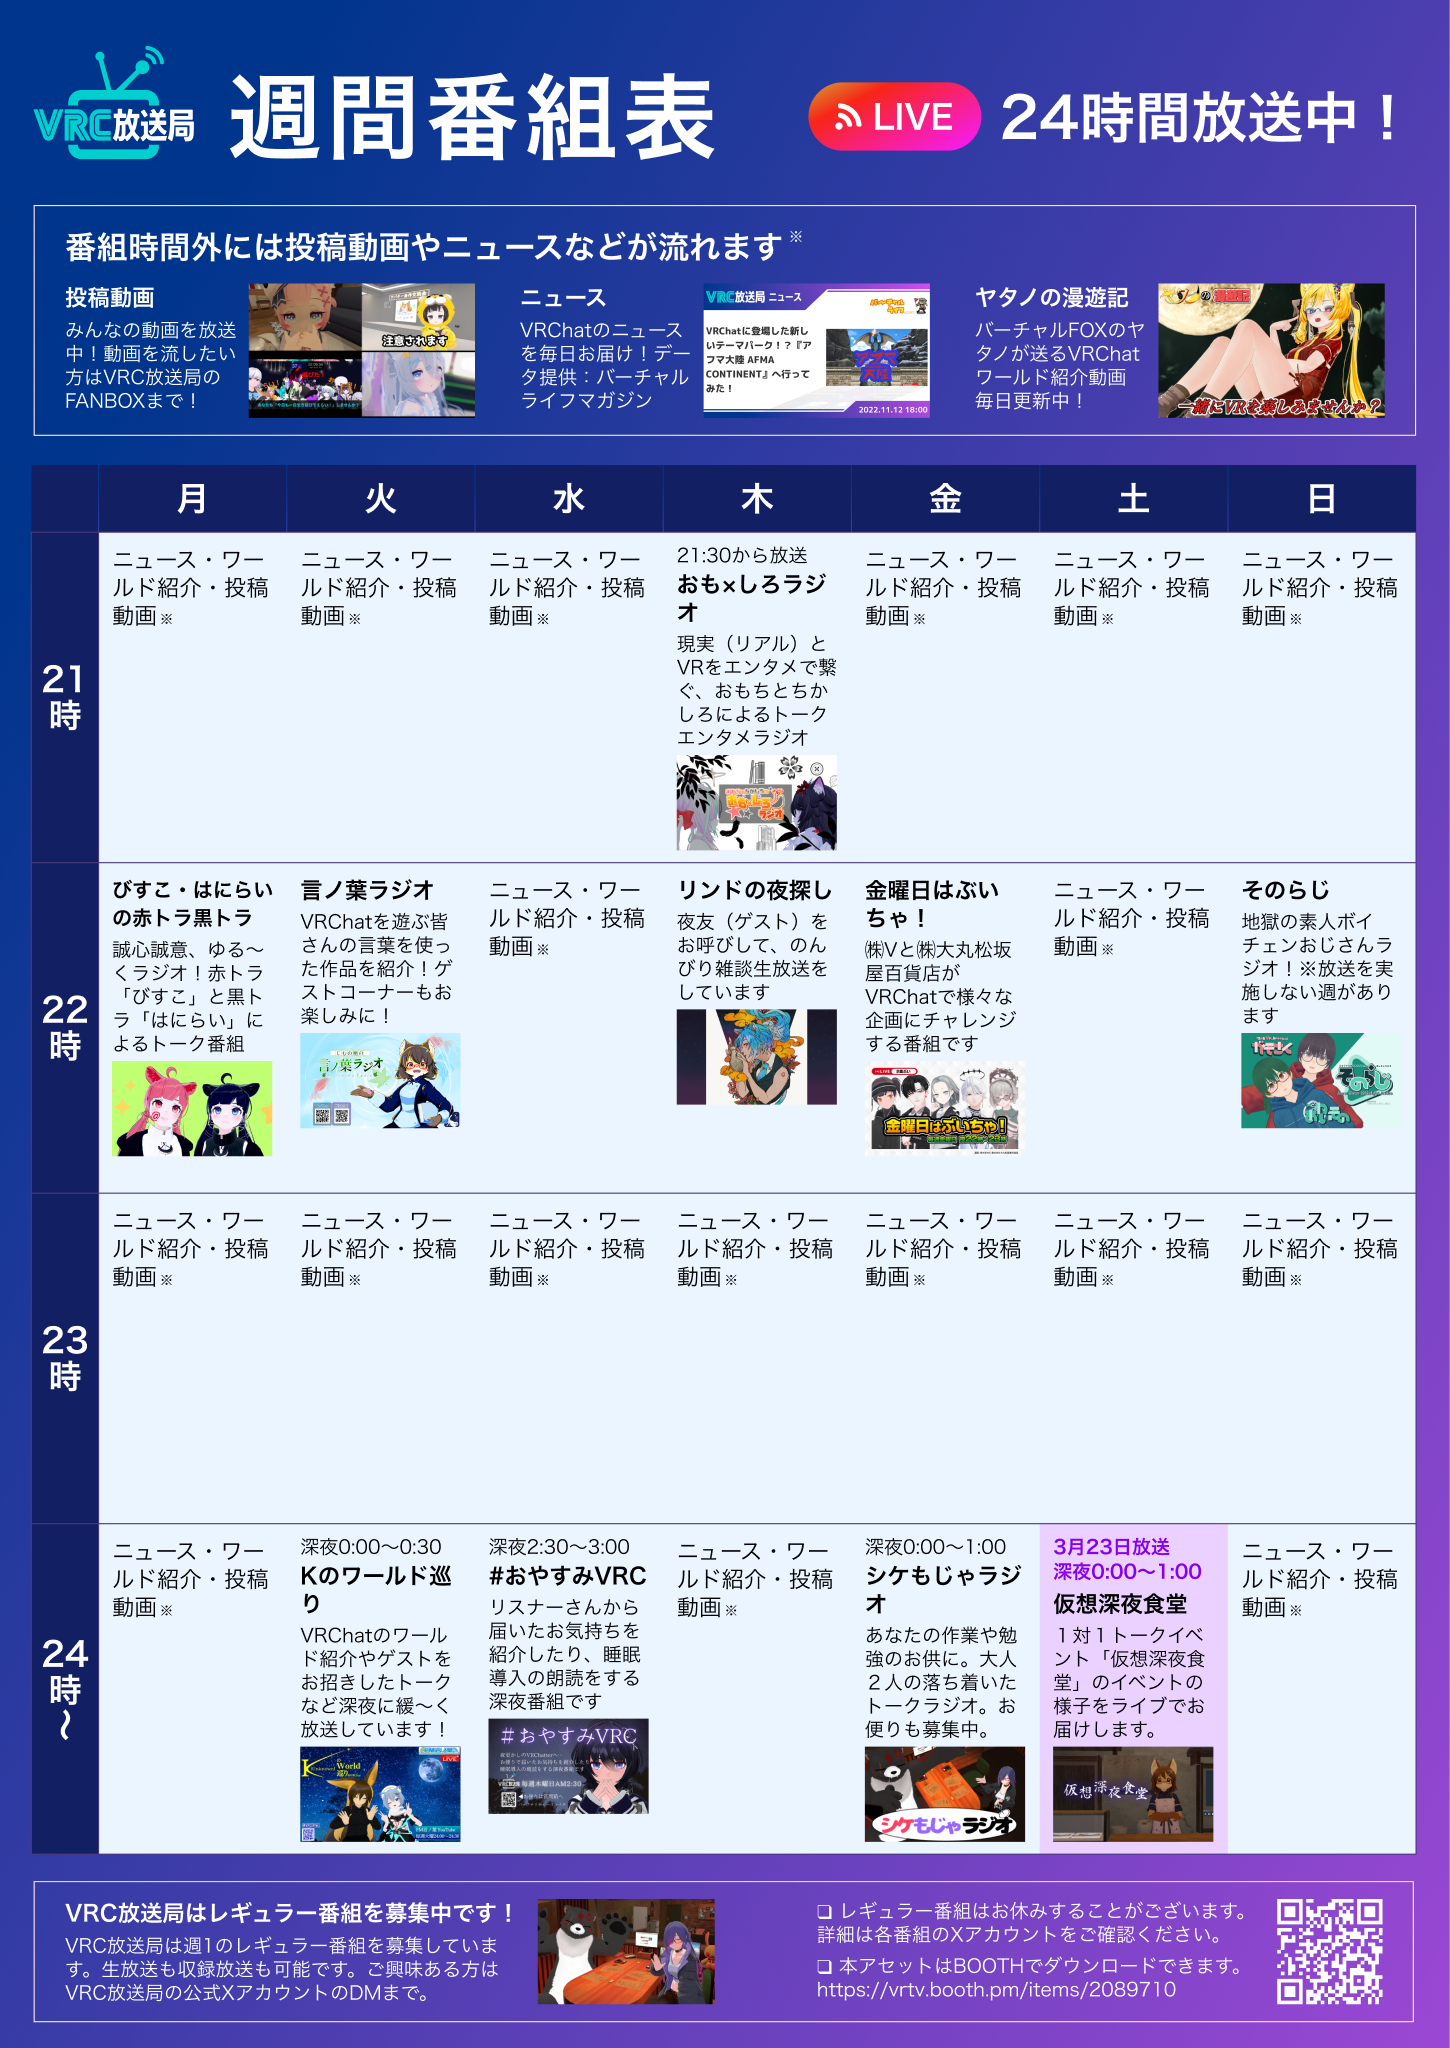 VRC放送局
週間番組表
LIVE
24時間放送中！
番組時間外には投稿動画やニュースなどが流れます※
投稿動画
みんなの動画を放送
中！動画を流したい
方はVRC放送局の
FANBOXまで！
注意されます
ニュース
VRChatのニュース
を毎日お届け！デー
タ提供：バーチャル
ライフマガジン
VRC放送局 ニュース
VRChatに登場した新し
いテーマパーク！？『ア
フマ大陸 AFMA
CONTINENT』へ行って
みた！
2022.11.12 18:00
ヤタノの漫遊記
バーチャルFOXのヤ
タノが送るVRChat
ワールド紹介動画
毎日更新中！
一緒にVRを楽しみませんか？
月
火
水
木
金
土
日
21
時
ニュース・ワー
ルド紹介・投稿
動画※
ニュース・ワー
ルド紹介・投稿
動画※
ニュース・ワー
ルド紹介・投稿
動画※
21:30から放送
おも×しろラジ
オ
現実（リアル）と
VRをエンタメで繋
ぐ、おもちとちか
しろによるトーク
エンタメラジオ
おも×しろ
ラジオ
ニュース・ワー
ルド紹介・投稿
動画※
ニュース・ワー
ルド紹介・投稿
動画※
ニュース・ワー
ルド紹介・投稿
動画※
22
時
びすこ・はにらい
の赤トラ黒トラ
誠心誠意、ゆる〜
くラジオ！赤トラ
「びすこ」と黒ト
ラ「はにらい」に
よるトーク番組
言ノ葉ラジオ
VRChatを遊ぶ皆
さんの言葉を使っ
た作品を紹介！ゲ
ストコーナーもお
楽しみに！
言ノ葉ラジオ
ニュース・ワー
ルド紹介・投稿
動画※
リンドの夜探し
夜友（ゲスト）を
お呼びして、のん
びり雑談生放送を
しています
金曜日はぶい
ちゃ！
㈱Vと㈱大丸松坂
屋百貨店が
VRChatで様々な
企画にチャレンジ
する番組です
金曜日はぶいちゃ！
ニュース・ワー
ルド紹介・投稿
動画※
そのらじ
地獄の素人ボイ
チェンおじさんラ
ジオ！※放送を実
施しない週があり
ます
そのらじ
23
時
ニュース・ワー
ルド紹介・投稿
動画※
ニュース・ワー
ルド紹介・投稿
動画※
ニュース・ワー
ルド紹介・投稿
動画※
ニュース・ワー
ルド紹介・投稿
動画※
ニュース・ワー
ルド紹介・投稿
動画※
ニュース・ワー
ルド紹介・投稿
動画※
ニュース・ワー
ルド紹介・投稿
動画※
24
時
〜
ニュース・ワー
ルド紹介・投稿
動画※
深夜0:00〜0:30
Kのワールド巡
り
VRChatのワール
ド紹介やゲストを
お招きしたトーク
など深夜に緩〜く
放送しています！
World
巡り
LIVE
深夜2:30〜3:00
#おやすみVRC
リスナーさんから
届いたお気持ちを
紹介したり、睡眠
導入の朗読をする
深夜番組です
＃おやすみVRC
毎週木曜日AM2:30
ニュース・ワー
ルド紹介・投稿
動画※
深夜0:00〜1:00
シケもじゃラジ
オ
あなたの作業や勉
強のお供に。大人
２人の落ち着いた
トークラジオ。お
便りも募集中。
シケもじゃラジオ
3月23日放送
深夜0:00〜1:00
仮想深夜食堂
１対１トークイベ
ント「仮想深夜食
堂」のイベントの
様子をライブでお
届けします。
仮想深夜食堂
ニュース・ワー
ルド紹介・投稿
動画※
VRC放送局はレギュラー番組を募集中です！
VRC放送局は週1のレギュラー番組を募集していま
す。生放送も収録放送も可能です。ご興味ある方は
VRC放送局の公式XアカウントのDMまで。
❏ レギュラー番組はお休みすることがございます。
詳細は各番組のXアカウントをご確認ください。
❏ 本アセットはBOOTHでダウンロードできます。
https://vrtv.booth.pm/items/2089710